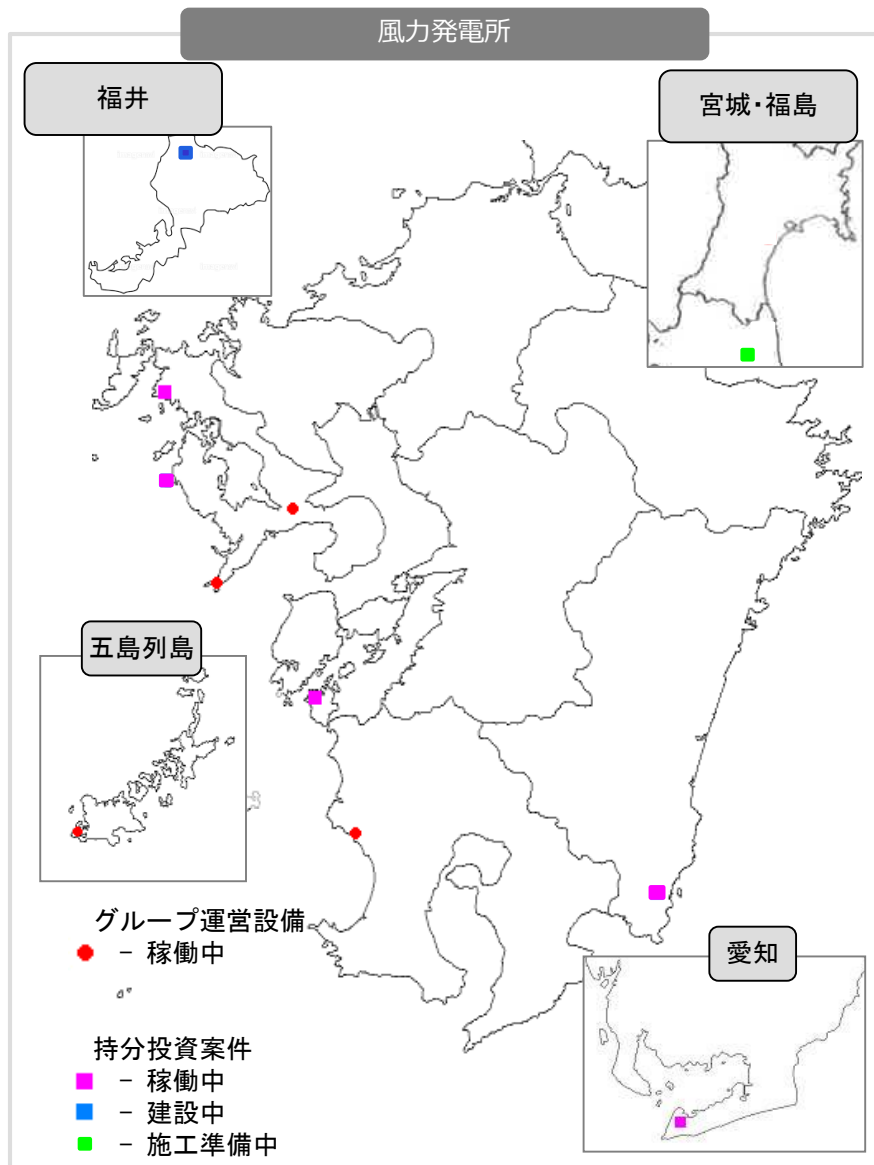 風力発電所
福井
宮城・福島
五島列島
グループ運営設備
- 稼働中
愛知
持分投資案件
- 稼働中
- 建設中
- 施工準備中